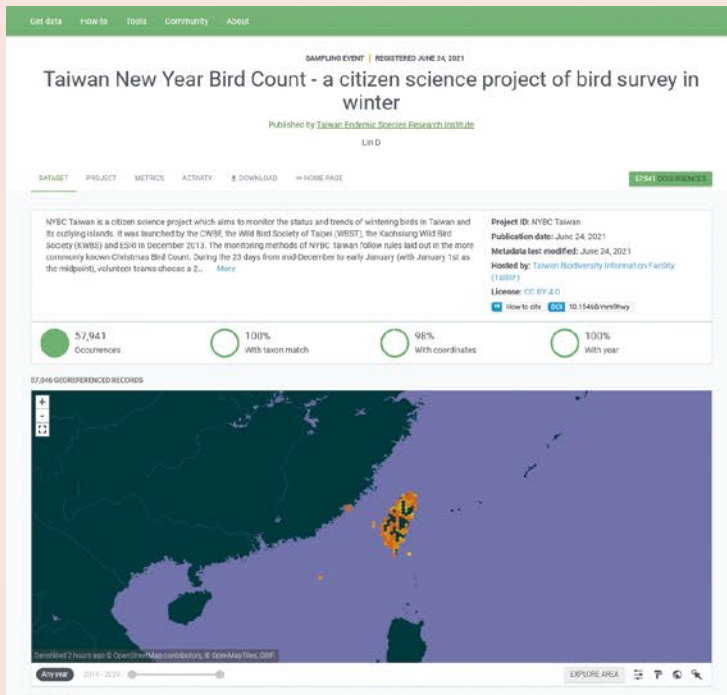 Get data How to Tools Community About
SAMPLING EVENT | REGISTERED JUNE 24, 2021
Taiwan New Year Bird Count - a citizen science project of bird survey in
winter
Published by Taiwan Endemic Species Research Institute
Lin D
DATASET PROJECT METRICS ACTIVITY DOWNLOAD HOME PAGE 57,941 OCCURRENCES
NYBC Taiwan is a citizen science project which aims to monitor the status and trends of wintering birds in Taiwan and
its outlying islands. It was launched by the CWBF, the Wild Bird Society of Taipei (WBST), the Kaohsiung Wild Bird
Society (KWBS) and ESRI in December 2013. The monitoring methods of NYBC Taiwan follow rules laid out in the more
commonly known Christmas Bird Count. During the 23 days from mid-December to early January (with January 1st as
the midpoint), volunteer teams choose a 2... More
Project ID: NYBC Taiwan
Publication date: June 24, 2021
Metadata last modified: June 24, 2021
Hosted by: Taiwan Biodiversity Information Facility
(TaiBIF)
License: CC BY 4.0
How to cite DOI 10.15468/mm9hwy
57,941
Occurrences
100%
With taxon match
98%
With coordinates
100%
With year
57,046 GEOREFERENCED RECORDS
+
-
Generated 2 hours ago © OpenStreetMap contributors, © OpenMapTiles, GBIF.
Any year 2014 - 2020 EXPLORE AREA